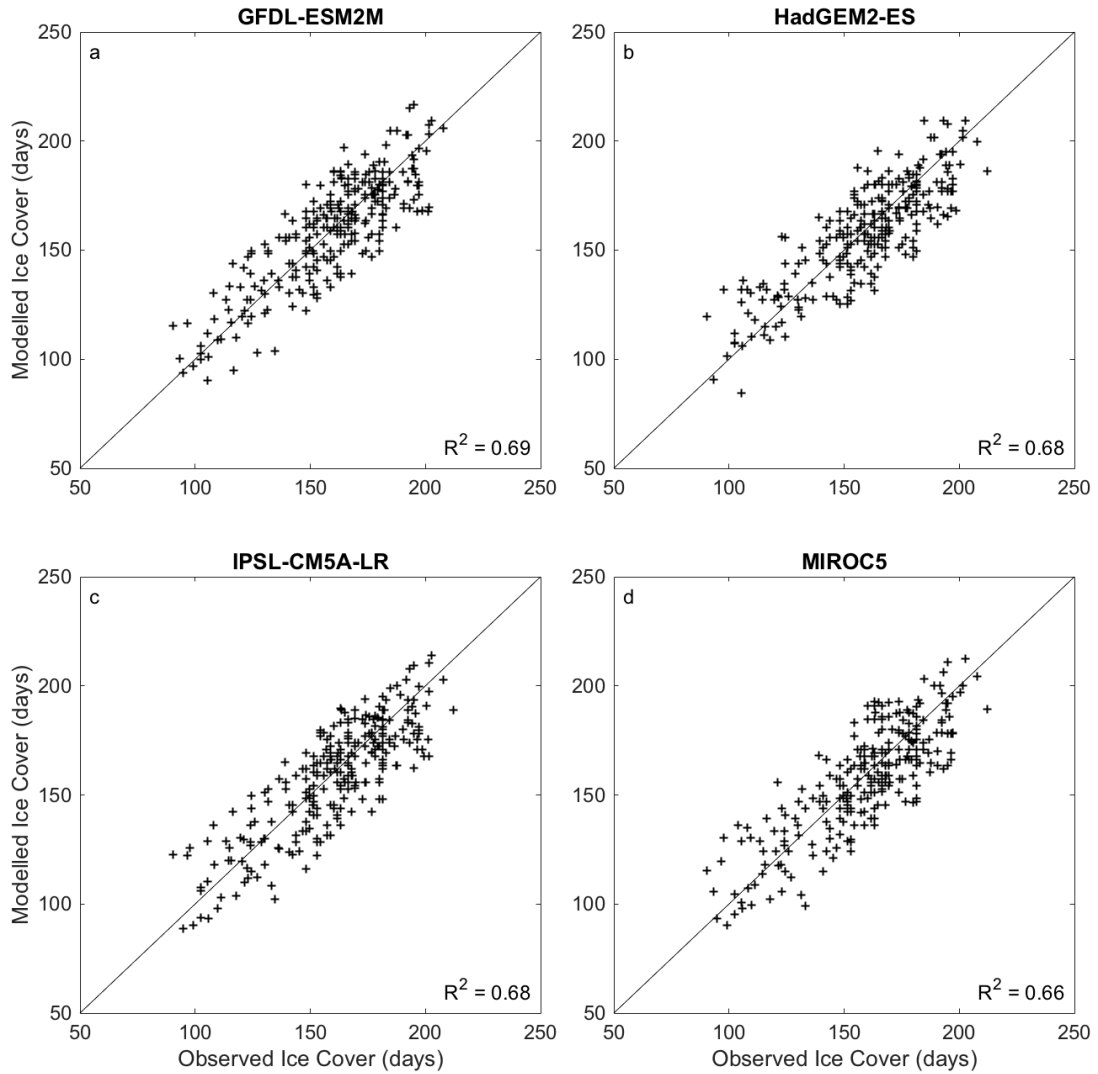 GFDL-ESM2M
a
250
200
150
100
50
Modelled Ice Cover (days)
R² = 0.69
50 100 150 200 250
HadGEM2-ES
b
250
200
150
100
50
R² = 0.68
50 100 150 200 250
IPSL-CM5A-LR
c
250
200
150
100
50
Modelled Ice Cover (days)
R² = 0.68
50 100 150 200 250
Observed Ice Cover (days)
MIROC5
d
250
200
150
100
50
R² = 0.66
50 100 150 200 250
Observed Ice Cover (days)